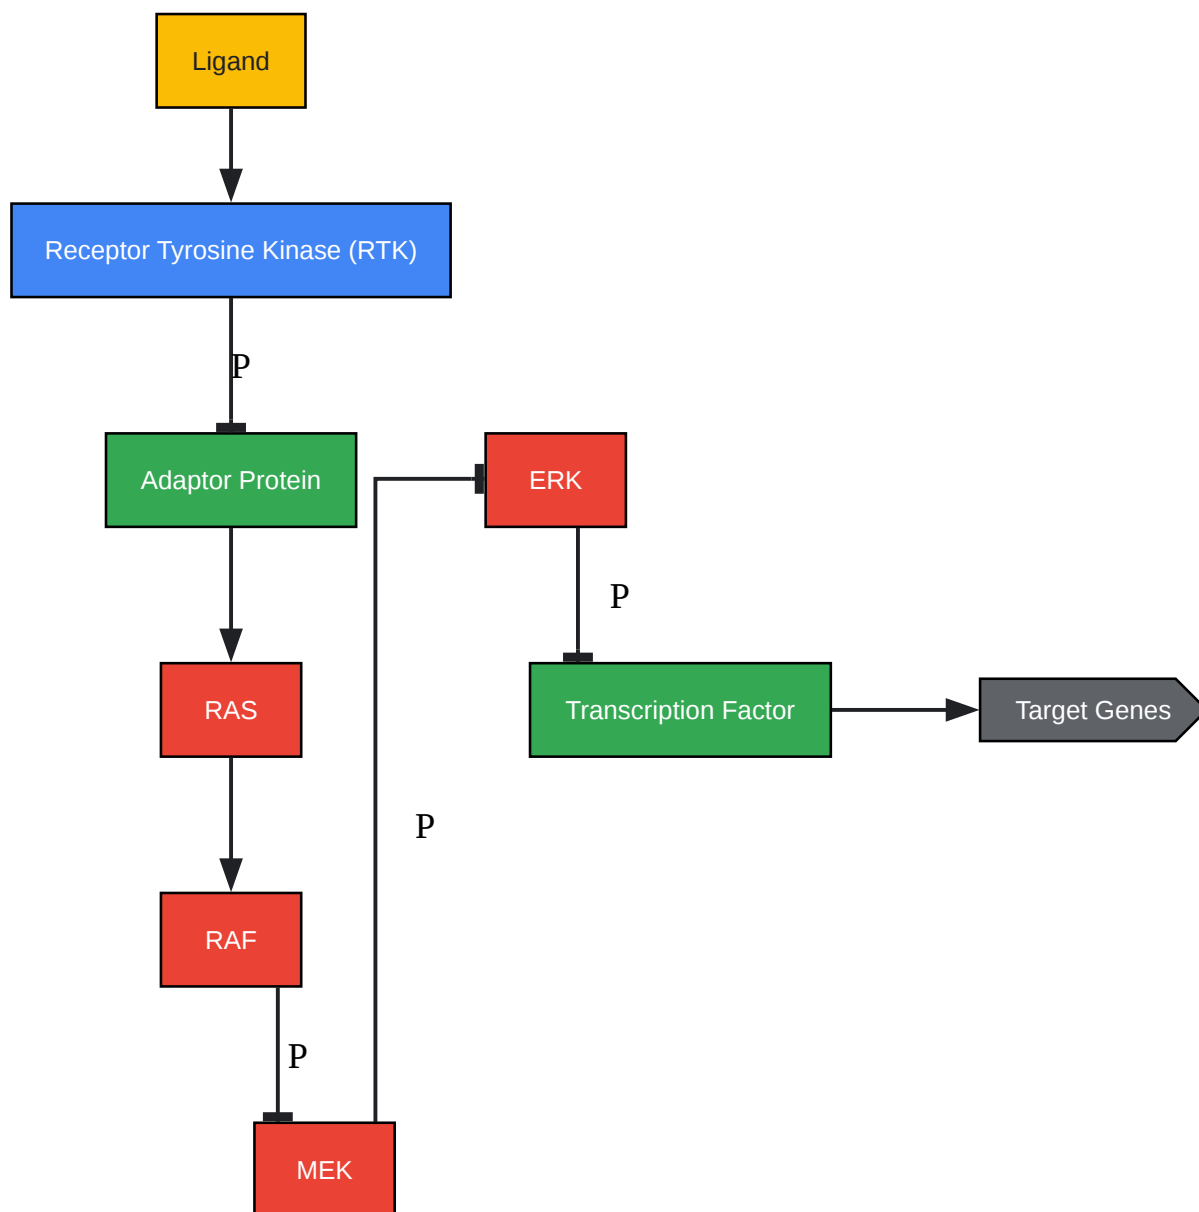 Ligand
Receptor Tyrosine Kinase (RTK)
P
Adaptor Protein
ERK
P
RAS
Transcription Factor
Target Genes
P
RAF
P
MEK